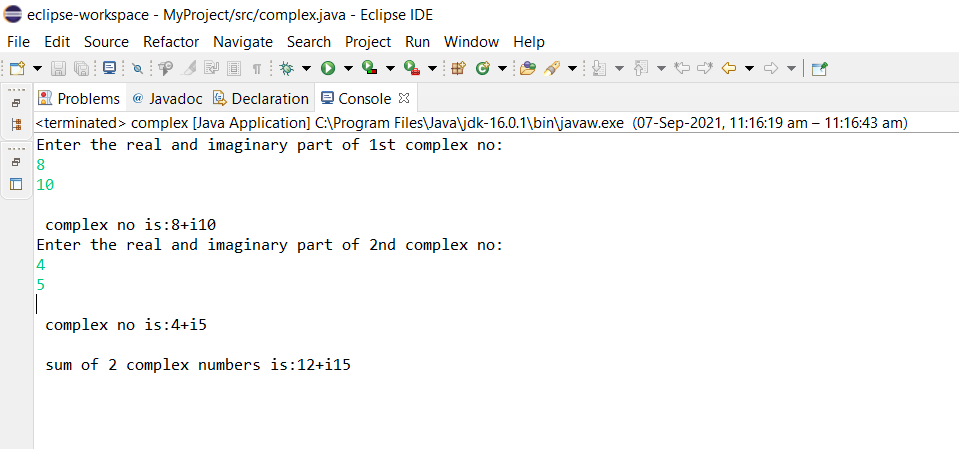 eclipse-workspace - MyProject/src/complex.java - Eclipse IDE
File Edit Source Refactor Navigate Search Project Run Window Help
Problems @ Javadoc Declaration Console
<terminated> complex [Java Application] C:\Program Files\Java\jdk-16.0.1\bin\javaw.exe (07-Sep-2021, 11:16:19 am – 11:16:43 am)
Enter the real and imaginary part of 1st complex no:
8
10
complex no is:8+i10
Enter the real and imaginary part of 2nd complex no:
4
5
complex no is:4+i5
sum of 2 complex numbers is:12+i15